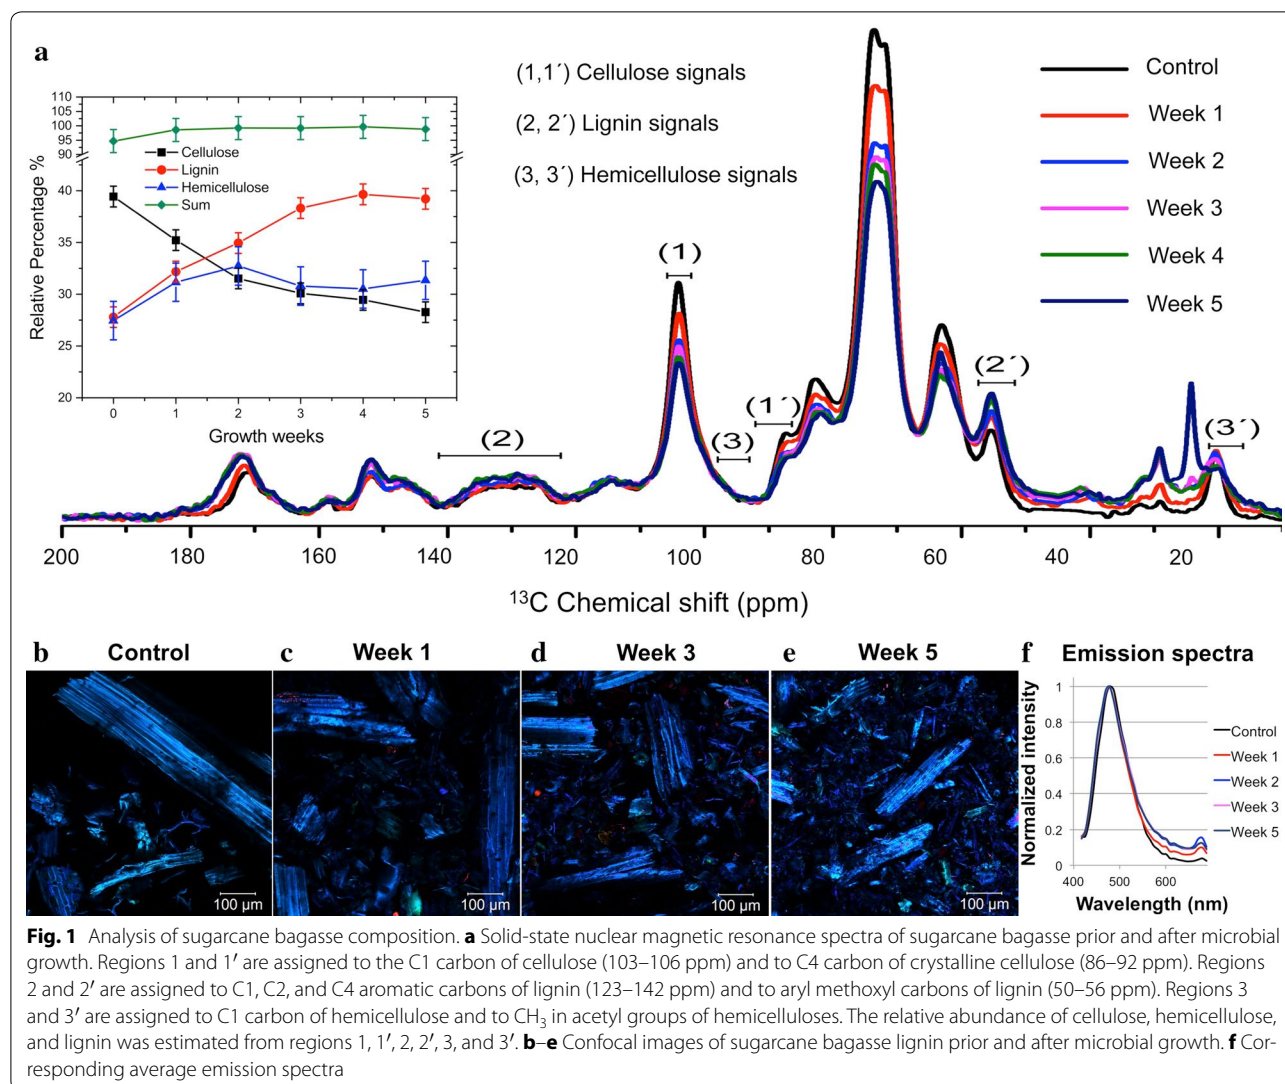 a
(1,1´) Cellulose signals
(2, 2´) Lignin signals
(3, 3´) Hemicellulose signals
Control
Week 1
Week 2
Week 3
Week 4
Week 5
110
105
100
95
90
40
35
30
25
20
Relative Percentage %
Cellulose
Lignin
Hemicellulose
Sum
0 1 2 3 4 5
Growth weeks
(1)
(2)
(3)
(1´)
(2´)
(3´)
200 180 160 140 120 100 80 60 40 20
¹³C Chemical shift (ppm)
b Control
100 µm
c Week 1
100 µm
d Week 3
100 µm
e Week 5
100 µm
f Emission spectra
Normalized intensity
1
0.8
0.6
0.4
0.2
0
400 500 600
Wavelength (nm)
Control
Week 1
Week 2
Week 3
Week 5
Fig. 1 Analysis of sugarcane bagasse composition. a Solid-state nuclear magnetic resonance spectra of sugarcane bagasse prior and after microbial
growth. Regions 1 and 1′ are assigned to the C1 carbon of cellulose (103–106 ppm) and to C4 carbon of crystalline cellulose (86–92 ppm). Regions
2 and 2′ are assigned to C1, C2, and C4 aromatic carbons of lignin (123–142 ppm) and to aryl methoxyl carbons of lignin (50–56 ppm). Regions 3
and 3′ are assigned to C1 carbon of hemicellulose and to CH₃ in acetyl groups of hemicelluloses. The relative abundance of cellulose, hemicellulose,
and lignin was estimated from regions 1, 1′, 2, 2′, 3, and 3′. b–e Confocal images of sugarcane bagasse lignin prior and after microbial growth. f Cor-
responding average emission spectra